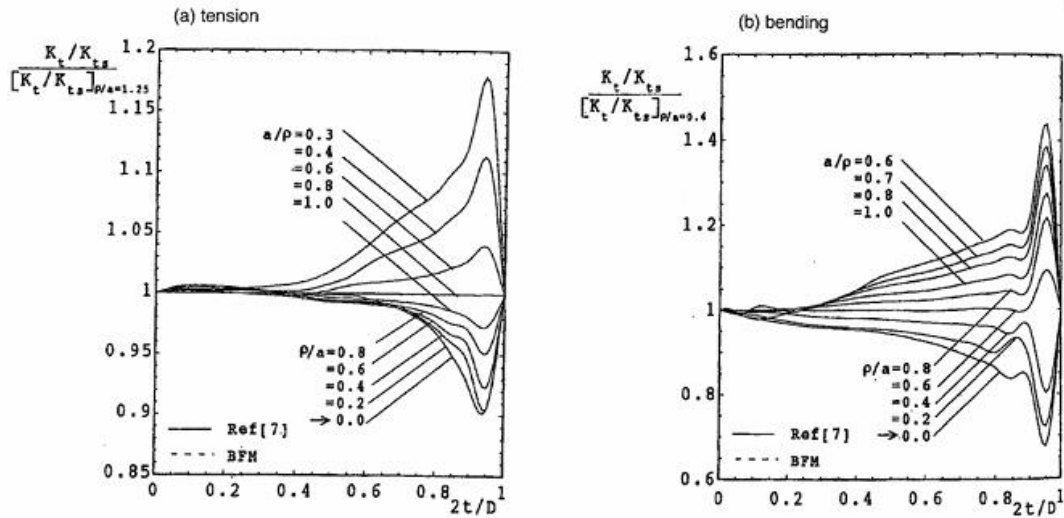 (a) tension
K_t/K_ts
[K_t/K_ts]_ρ/a=1.25
1.2
1.15
1.1
1.05
1
0.95
0.9
0.85
a/ρ=0.3
=0.4
=0.6
=0.8
=1.0
ρ/a=0.8
=0.6
=0.4
=0.2
→0.0
Ref[7]
BFM
0
0.2
0.4
0.6
0.8
1
2t/D
(b) bending
K_t/K_ts
[K_t/K_ts]_ρ/a=0.4
1.6
1.4
1.2
1
0.8
0.6
a/ρ=0.6
=0.7
=0.8
=1.0
ρ/a=0.8
=0.6
=0.4
=0.2
→0.0
Ref[7]
BFM
0
0.2
0.4
0.6
0.8
1
2t/D